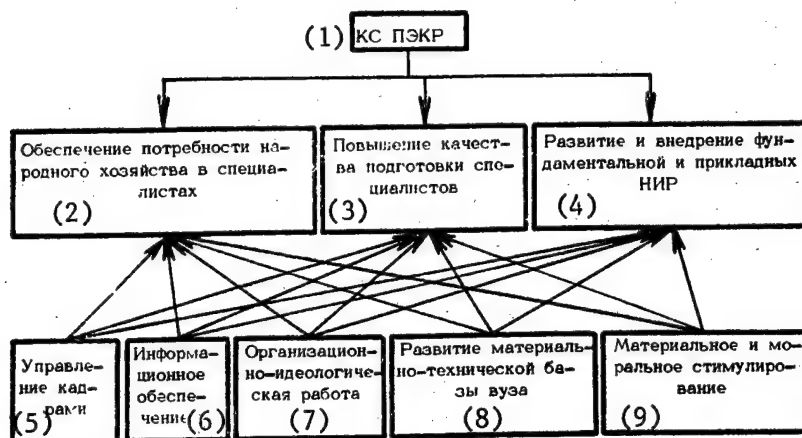 (1) КС ПЭКР
Обеспечение потребности на-
родного хозяйства в специа-
листах
(2)
Повышение качест-
ва подготовки спе-
циалистов
(3)
Развитие и внедрение фун-
даментальной и прикладных
НИР
(4)
Управле-
ние кад-
рами
(5)
Информа-
ционное
обеспе-
чение
(6)
Организацион-
но-идеологиче-
ская работа
(7)
Развитие материаль-
но-технической ба-
зы вуза
(8)
Материальное и мо-
ральное стимулиро-
вание
(9)